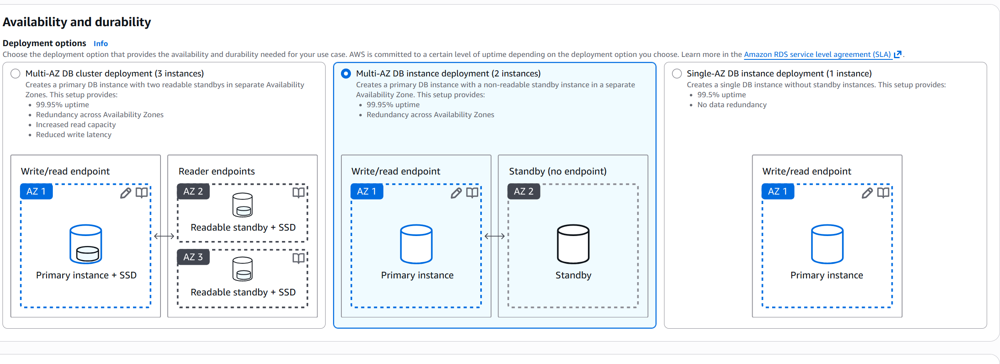 Availability and durability
Deployment options Info
Choose the deployment option that provides the availability and durability needed for your use case. AWS is committed to a certain level of uptime depending on the deployment option you choose. Learn more in the Amazon RDS service level agreement (SLA) .
Multi-AZ DB cluster deployment (3 instances)
Creates a primary DB instance with two readable standbys in separate Availability
Zones. This setup provides:
• 99.95% uptime
• Redundancy across Availability Zones
• Increased read capacity
• Reduced write latency
Write/read endpoint
AZ 1
Primary instance + SSD
Reader endpoints
AZ 2
Readable standby + SSD
AZ 3
Readable standby + SSD
Multi-AZ DB instance deployment (2 instances)
Creates a primary DB instance with a non-readable standby instance in a separate
Availability Zone. This setup provides:
• 99.95% uptime
• Redundancy across Availability Zones
Write/read endpoint
AZ 1
Primary instance
Standby (no endpoint)
AZ 2
Standby
Single-AZ DB instance deployment (1 instance)
Creates a single DB instance without standby instances. This setup provides:
• 99.5% uptime
• No data redundancy
Write/read endpoint
AZ 1
Primary instance